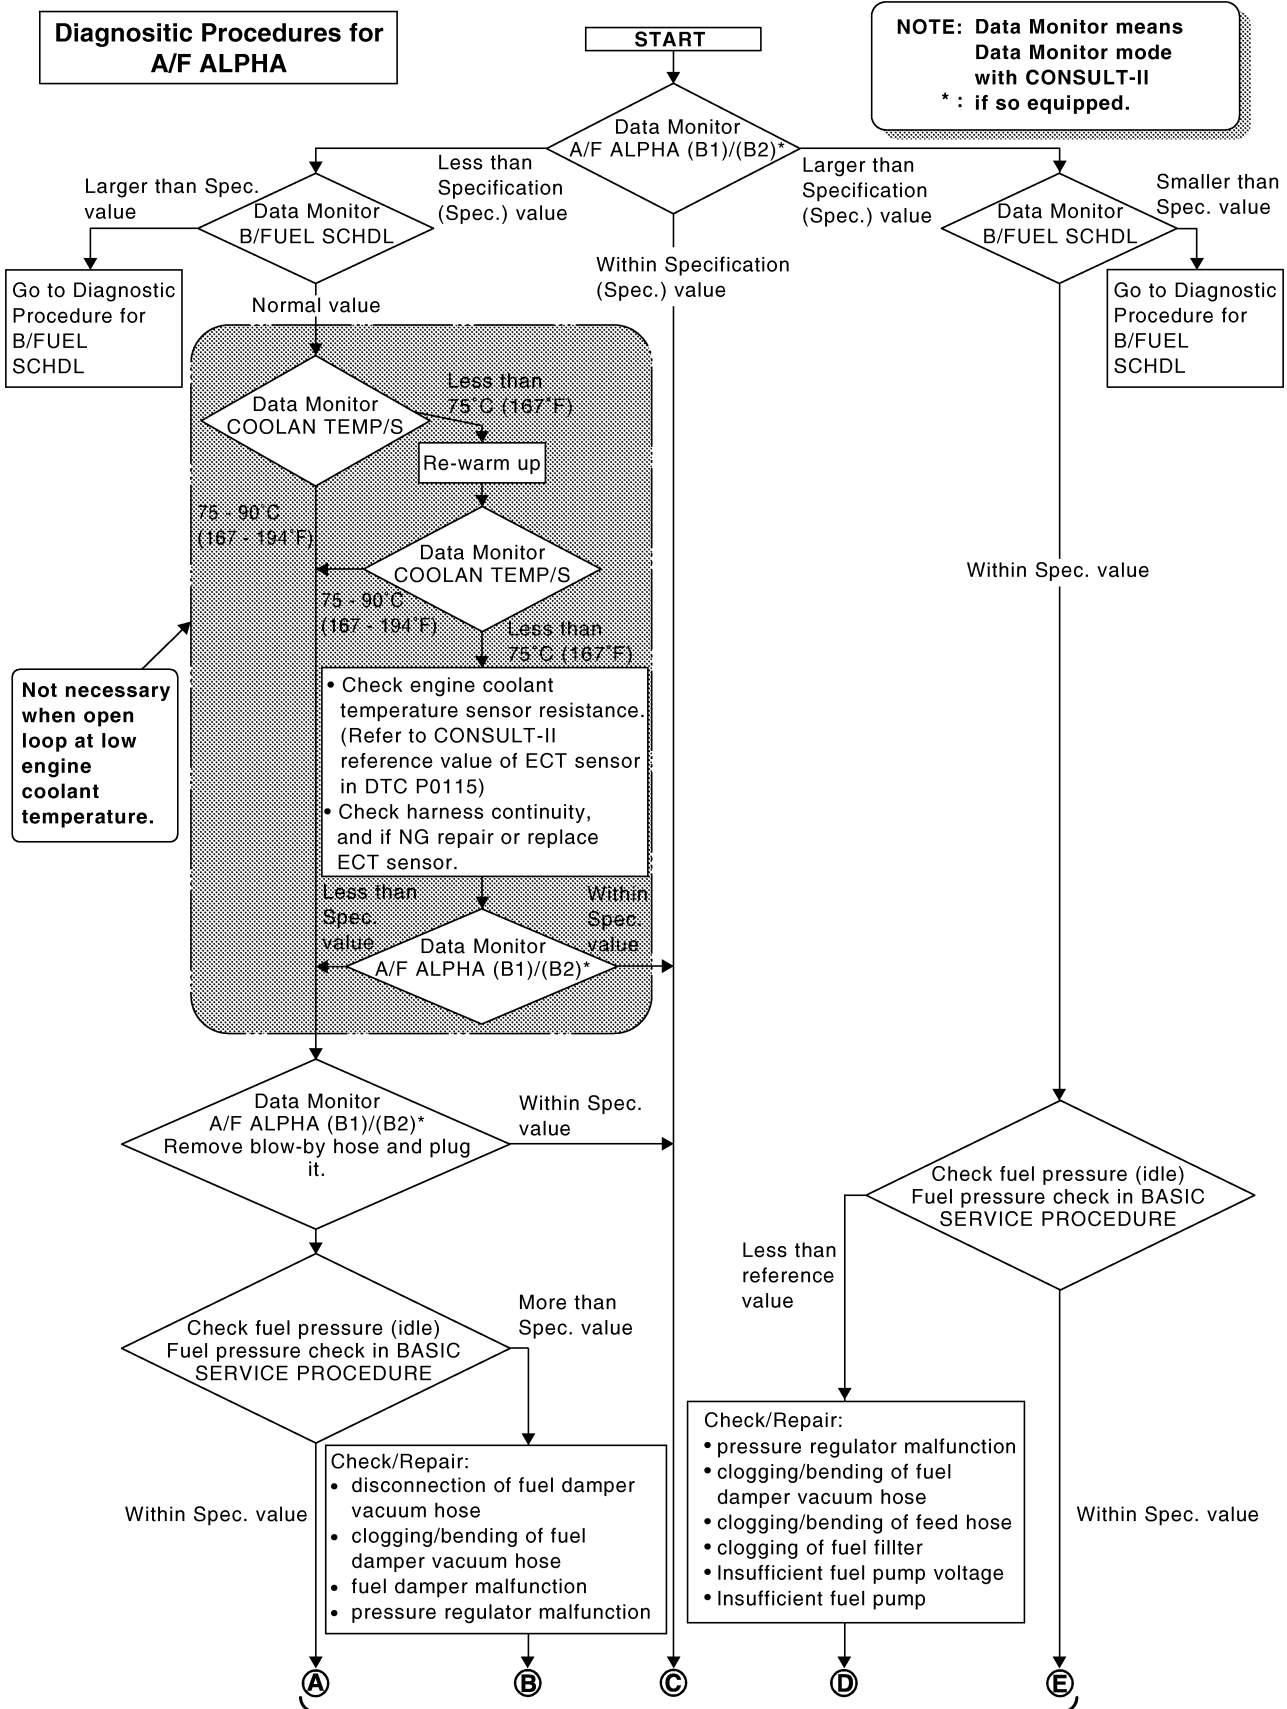 Diagnositic Procedures for
A/F ALPHA
START
NOTE: Data Monitor means
Data Monitor mode
with CONSULT-II
* : if so equipped.
Data Monitor
A/F ALPHA (B1)/(B2)*
Less than
Specification
(Spec.) value
Larger than
Specification
(Spec.) value
Within Specification
(Spec.) value
Larger than Spec.
value
Data Monitor
B/FUEL SCHDL
Data Monitor
B/FUEL SCHDL
Smaller than
Spec. value
Go to Diagnostic
Procedure for
B/FUEL
SCHDL
Normal value
Go to Diagnostic
Procedure for
B/FUEL
SCHDL
Data Monitor
COOLAN TEMP/S
Less than
75˚C (167˚F)
Re-warm up
75 - 90˚C
(167 - 194˚F)
Data Monitor
COOLAN TEMP/S
75 - 90˚C
(167 - 194˚F)
Less than
75˚C (167˚F)
Within Spec. value
Not necessary
when open
loop at low
engine
coolant
temperature.
• Check engine coolant
temperature sensor resistance.
(Refer to CONSULT-II
reference value of ECT sensor
in DTC P0115)
• Check harness continuity,
and if NG repair or replace
ECT sensor.
Less than
Spec.
value
Within
Spec.
value
Data Monitor
A/F ALPHA (B1)/(B2)*
Data Monitor
A/F ALPHA (B1)/(B2)*
Remove blow-by hose and plug
it.
Within Spec.
value
Check fuel pressure (idle)
Fuel pressure check in BASIC
SERVICE PROCEDURE
Less than
reference
value
Check fuel pressure (idle)
Fuel pressure check in BASIC
SERVICE PROCEDURE
More than
Spec. value
Within Spec. value
Check/Repair:
• disconnection of fuel damper
vacuum hose
• clogging/bending of fuel
damper vacuum hose
• fuel damper malfunction
• pressure regulator malfunction
Check/Repair:
• pressure regulator malfunction
• clogging/bending of fuel
damper vacuum hose
• clogging/bending of feed hose
• clogging of fuel fillter
• Insufficient fuel pump voltage
• Insufficient fuel pump
Within Spec. value
A
B
C
D
E